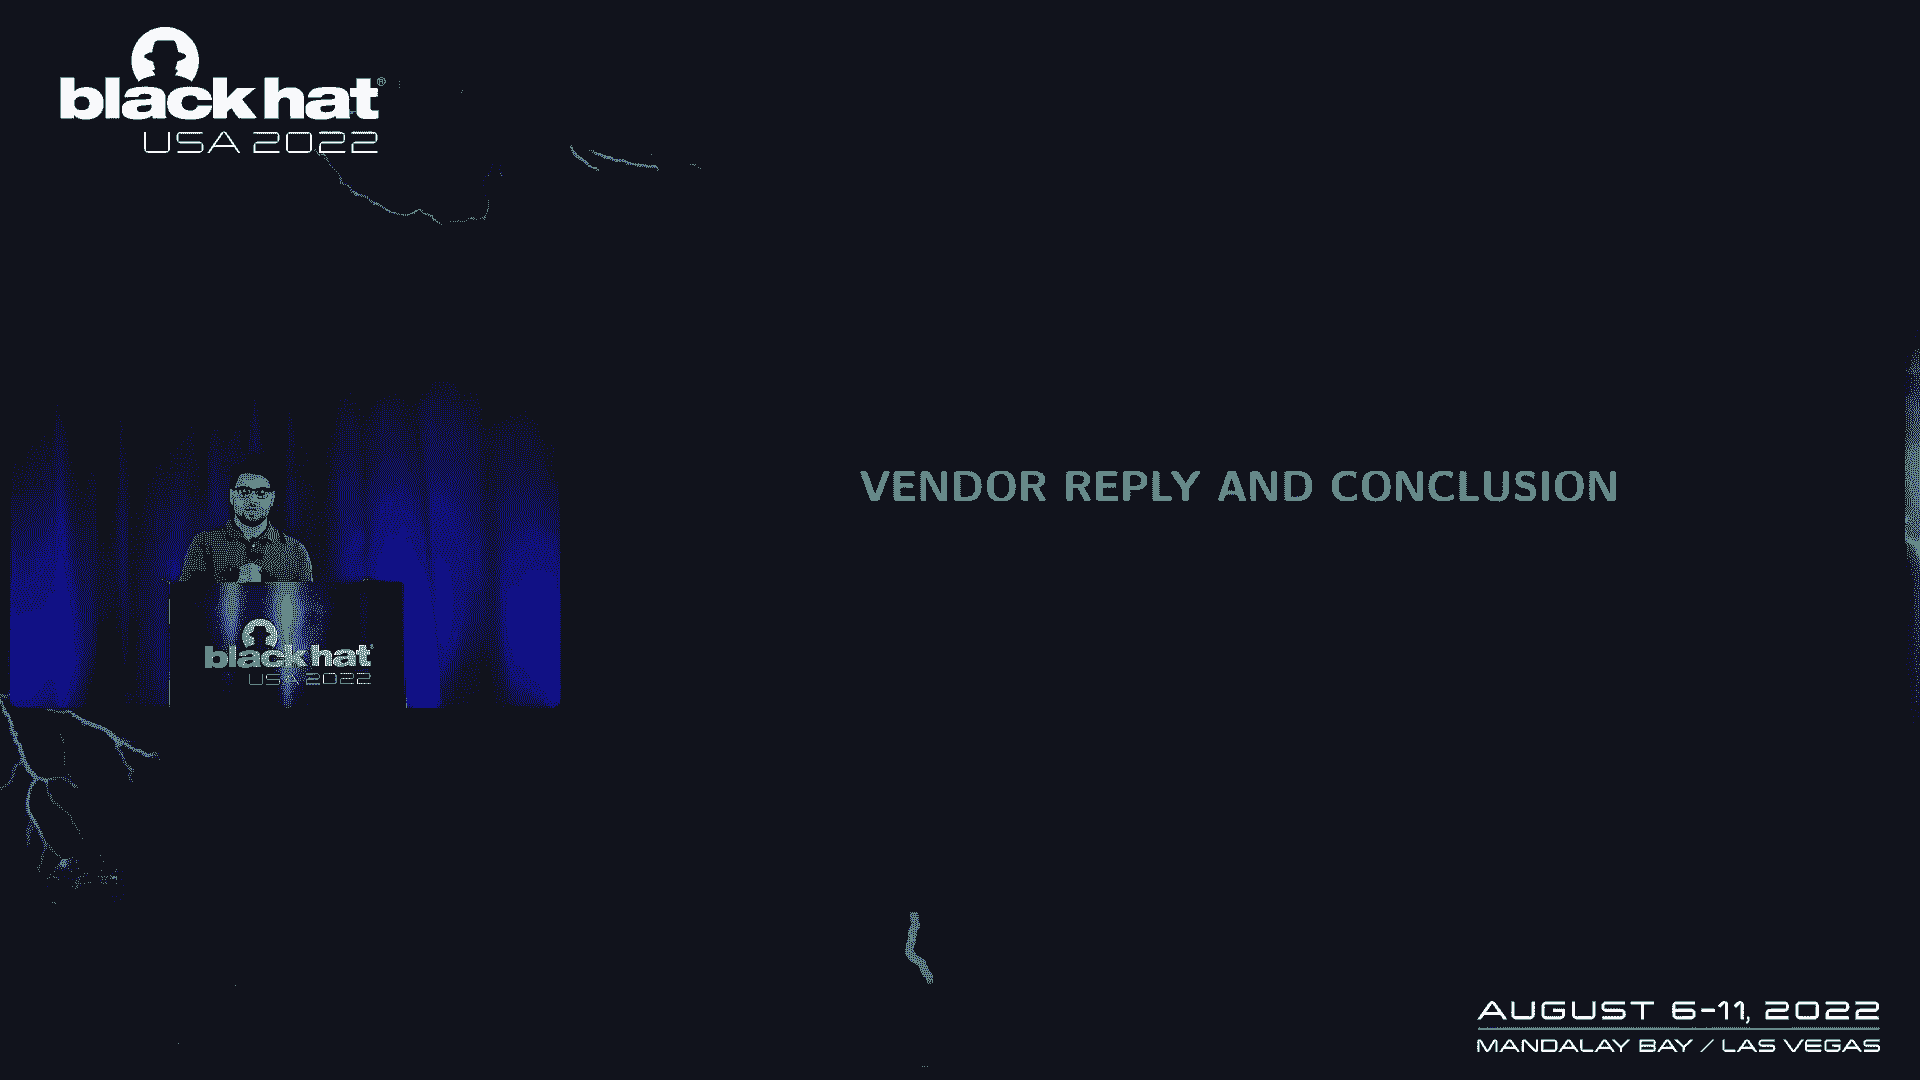 black hat®
USA 2022
VENDOR REPLY AND CONCLUSION
black hat
USA 2022
AUGUST 6-11, 2022
MANDALAY BAY / LAS VEGAS